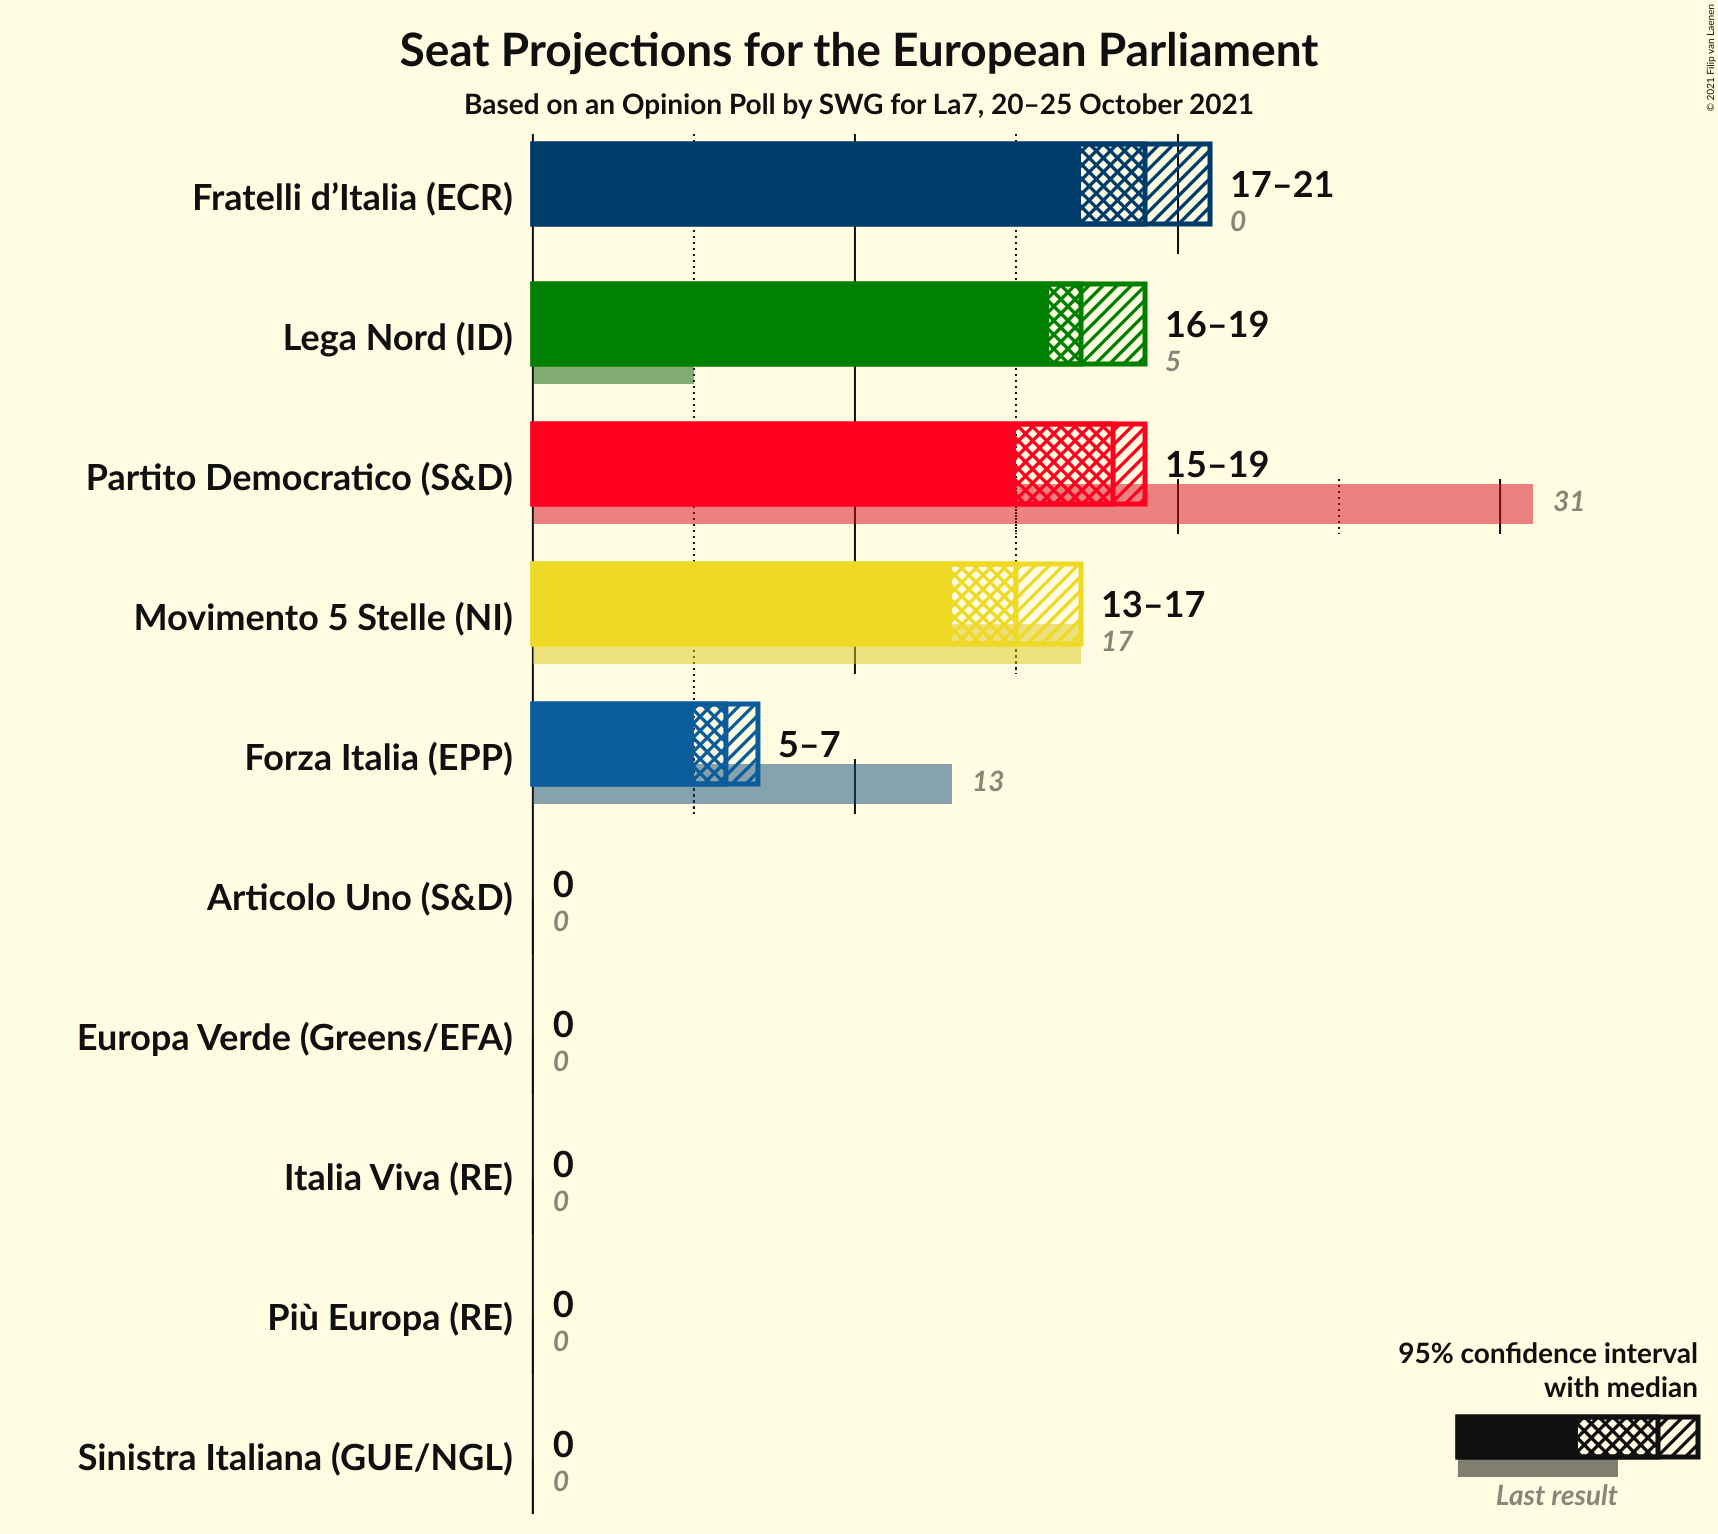 Seat Projections for the European Parliament
Based on an Opinion Poll by SWG for La7, 20–25 October 2021
© 2021 Filip van Laenen
Fratelli d’Italia (ECR)
17–21
0
Lega Nord (ID)
16–19
5
Partito Democratico (S&D)
15–19
31
Movimento 5 Stelle (NI)
13–17
17
Forza Italia (EPP)
5–7
13
Articolo Uno (S&D)
0
0
Europa Verde (Greens/EFA)
0
0
Italia Viva (RE)
0
0
Più Europa (RE)
0
0
Sinistra Italiana (GUE/NGL)
0
0
95% confidence interval
with median
Last result